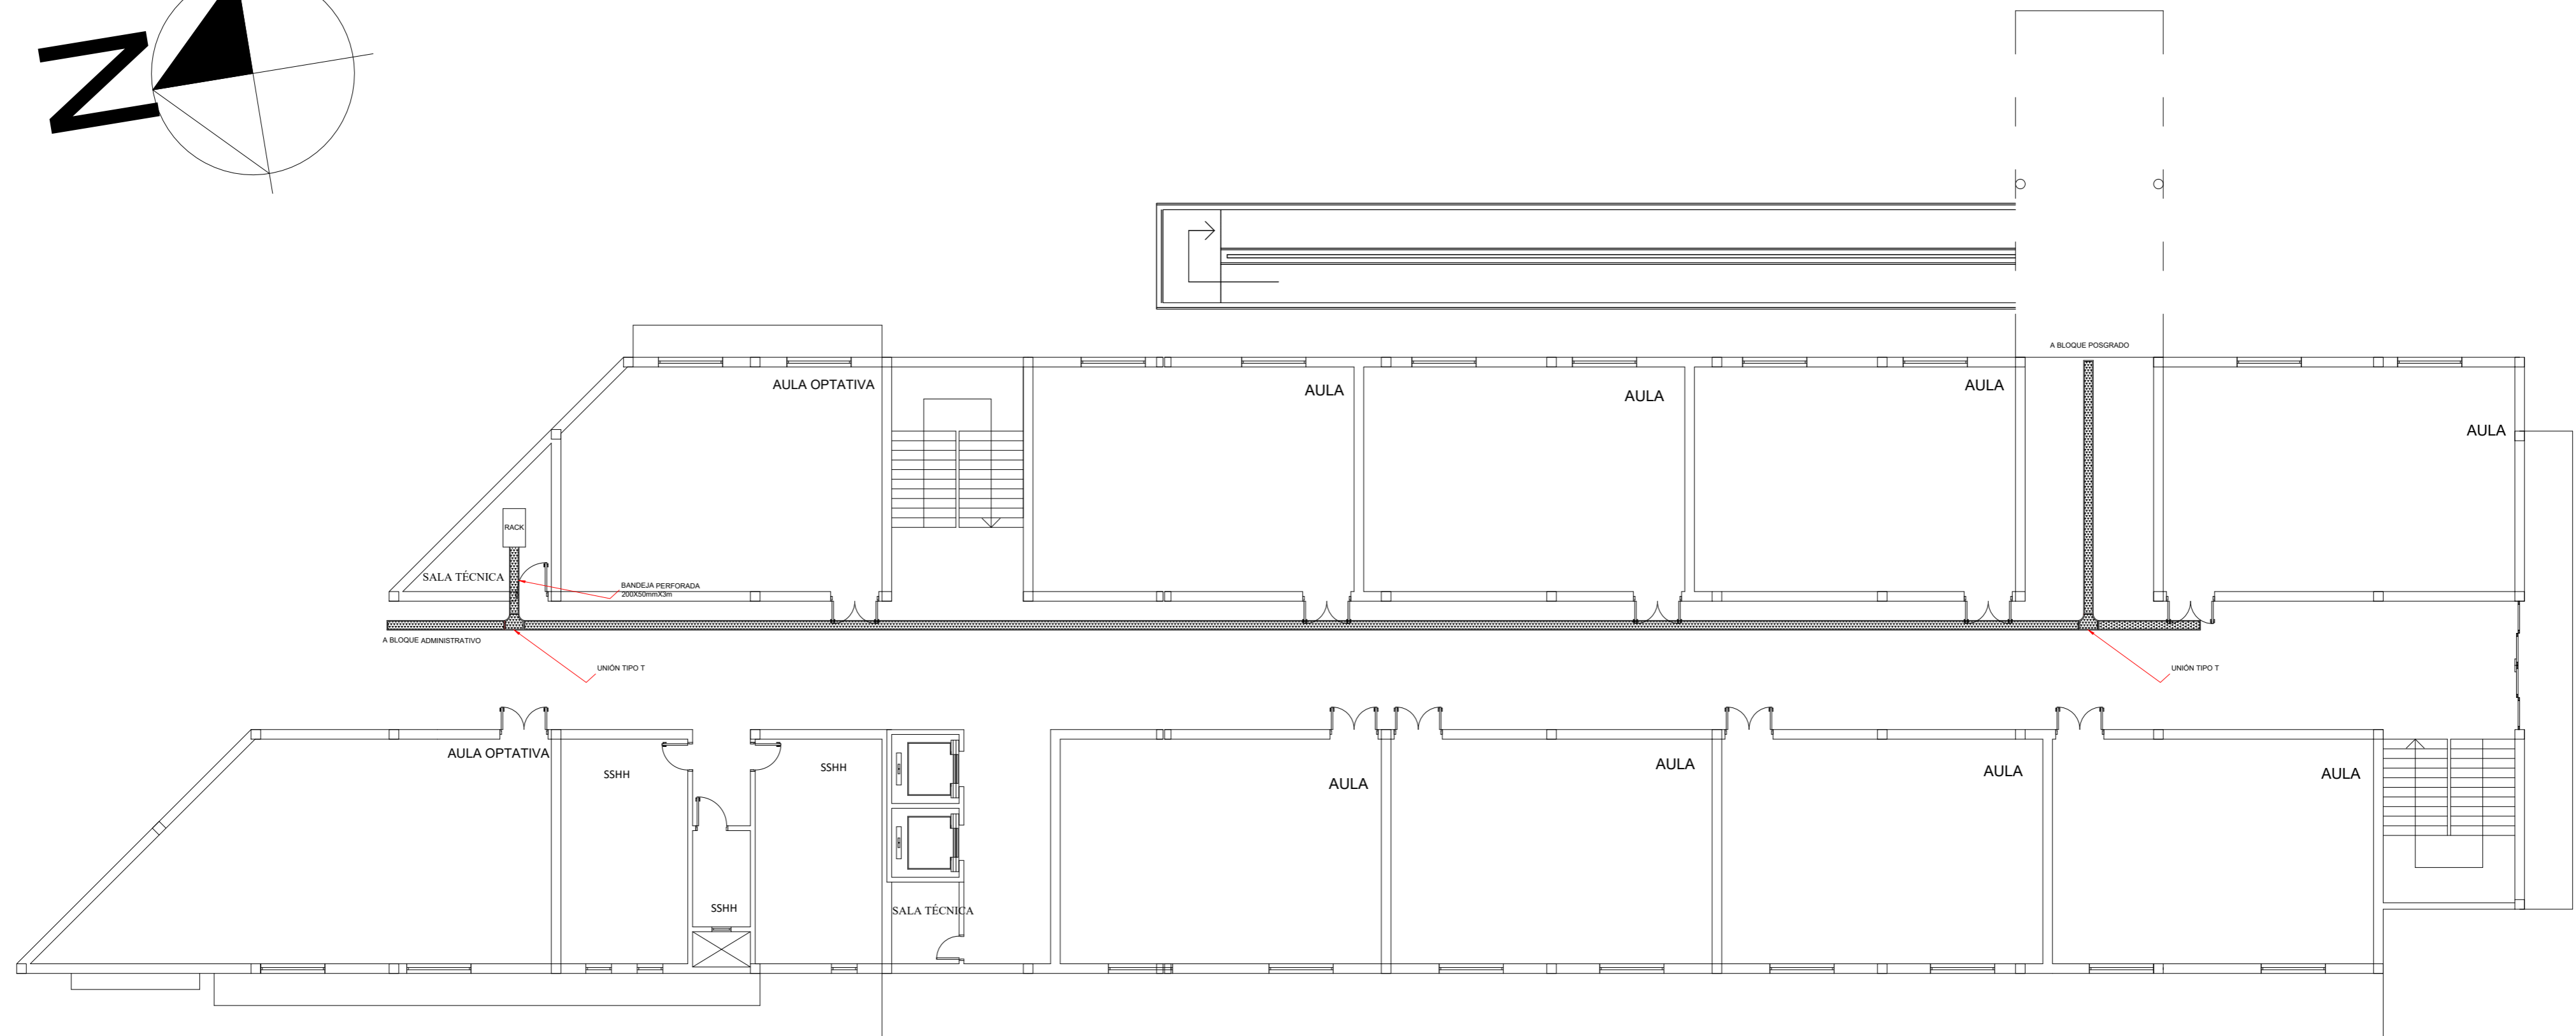 N
A BLOQUE POSGRADO
AULA OPTATIVA
AULA
AULA
AULA
AULA
RACK
SALA TÉCNICA
BANDEJA PERFORADA
200X50mmX3m
A BLOQUE ADMINISTRATIVO
UNIÓN TIPO T
UNIÓN TIPO T
AULA OPTATIVA
SSHH
SSHH
AULA
AULA
AULA
AULA
SSHH
SALA TÉCNICA